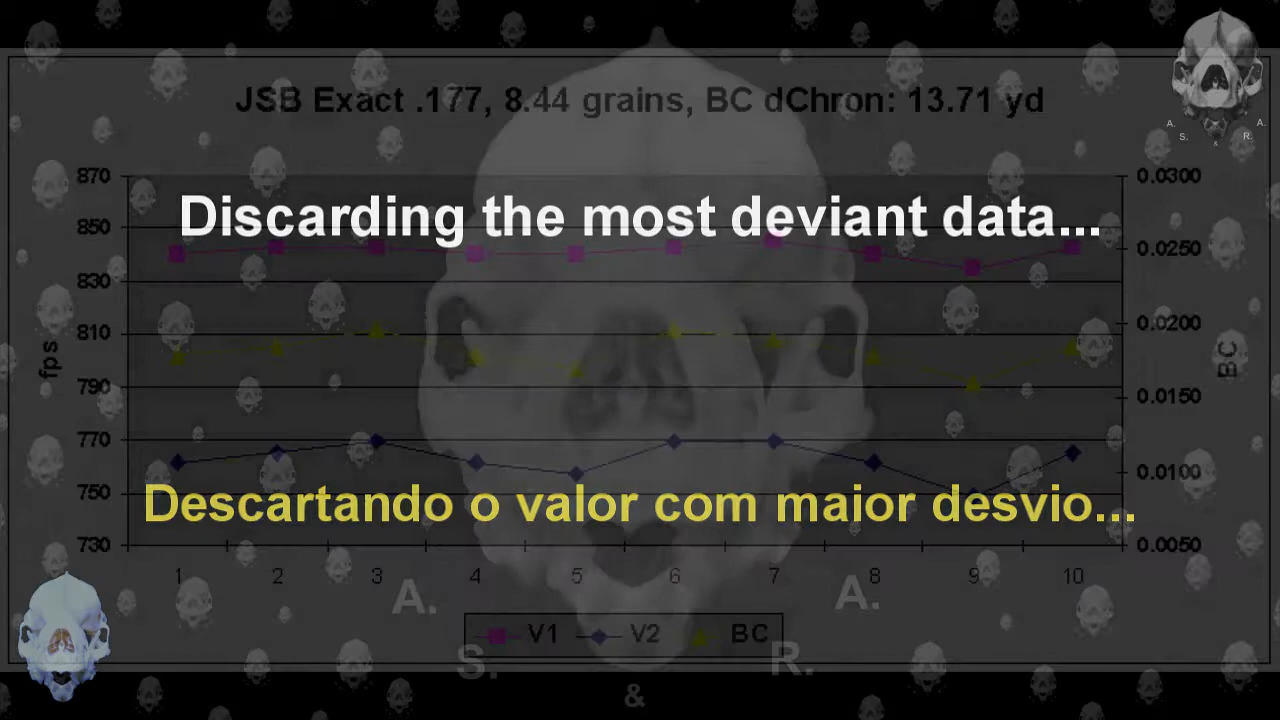 JSB Exact .177, 8.44 grains, BC dChron: 13.71 yd
A. A.
S. R.
&
870 0.0300
Discarding the most deviant data...
850 0.0250
830
810 0.0200
fps BC
790 0.0150
770 0.0100
750
Descartando o valor com maior desvio...
730 0.0050
1 2 3 4 5 6 7 8 9 10
A. A.
V1 V2 BC
S. R.
&